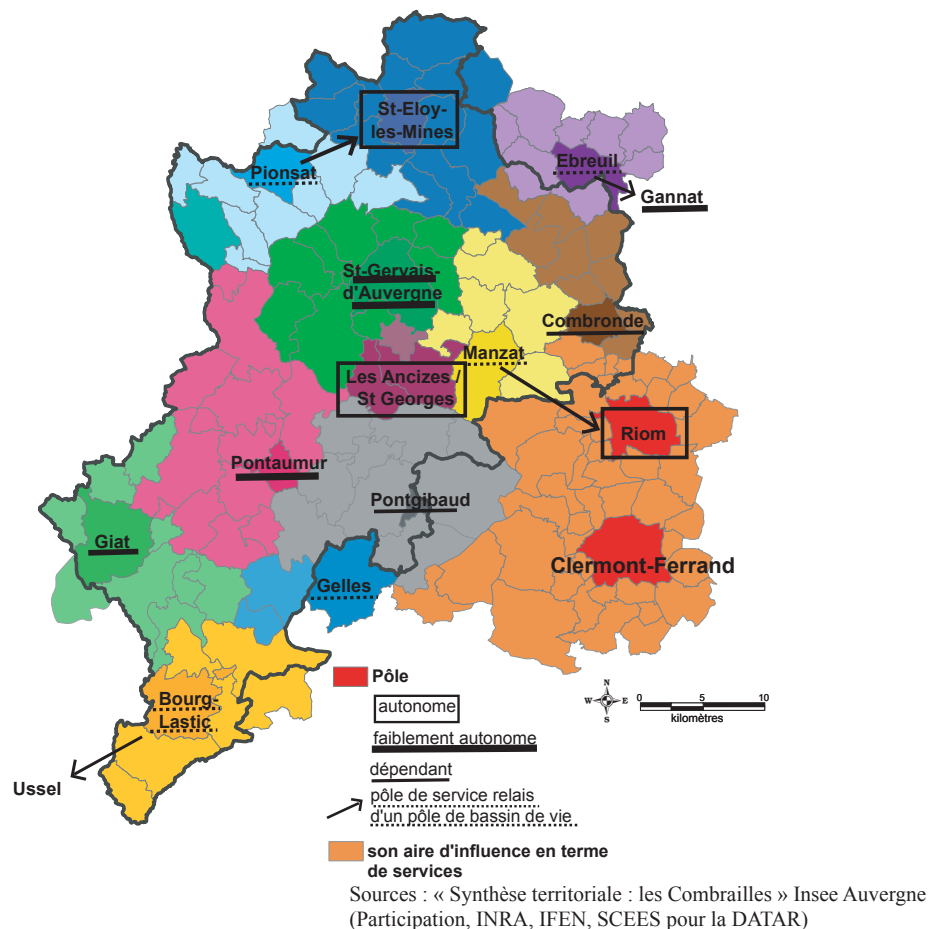 St-Eloy-
les-Mines
Pionsat
Ebreuil
Gannat
St-Gervais-
d'Auvergne
Combronde
Manzat
Les Ancizes /
St Georges
Riom
Pontaumur
Pontgibaud
Giat
Clermont-Ferrand
Gelles
Bourg-
Lastic
Ussel
Pôle
autonome
faiblement autonome
dépendant
pôle de service relais
d'un pôle de bassin de vie
son aire d'influence en terme
de services
N
W E
S
0 5 10
kilomètres
Sources : « Synthèse territoriale : les Combrailles » Insee Auvergne
(Participation, INRA, IFEN, SCEES pour la DATAR)